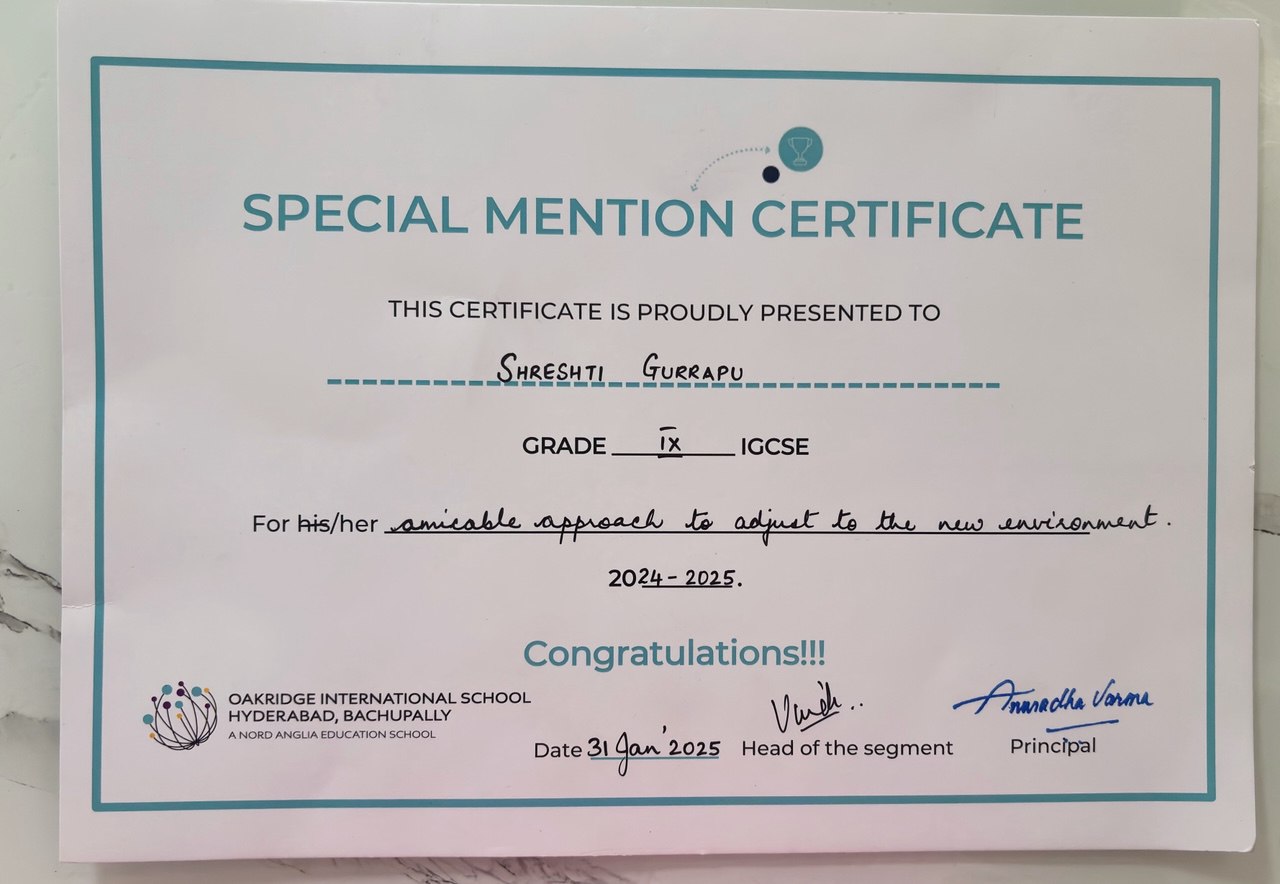 SPECIAL MENTION CERTIFICATE
THIS CERTIFICATE IS PROUDLY PRESENTED TO
SHRESHTI GURRAPU
GRADE IX IGCSE
For his/her amicable approach to adjust to the new environment.
2024-2025.
Congratulations!!!
OAKRIDGE INTERNATIONAL SCHOOL
HYDERABAD, BACHUPALLY
A NORD ANGLIA EDUCATION SCHOOL
Date 31 Jan'2025
Head of the segment
Anuradha Varma
Principal